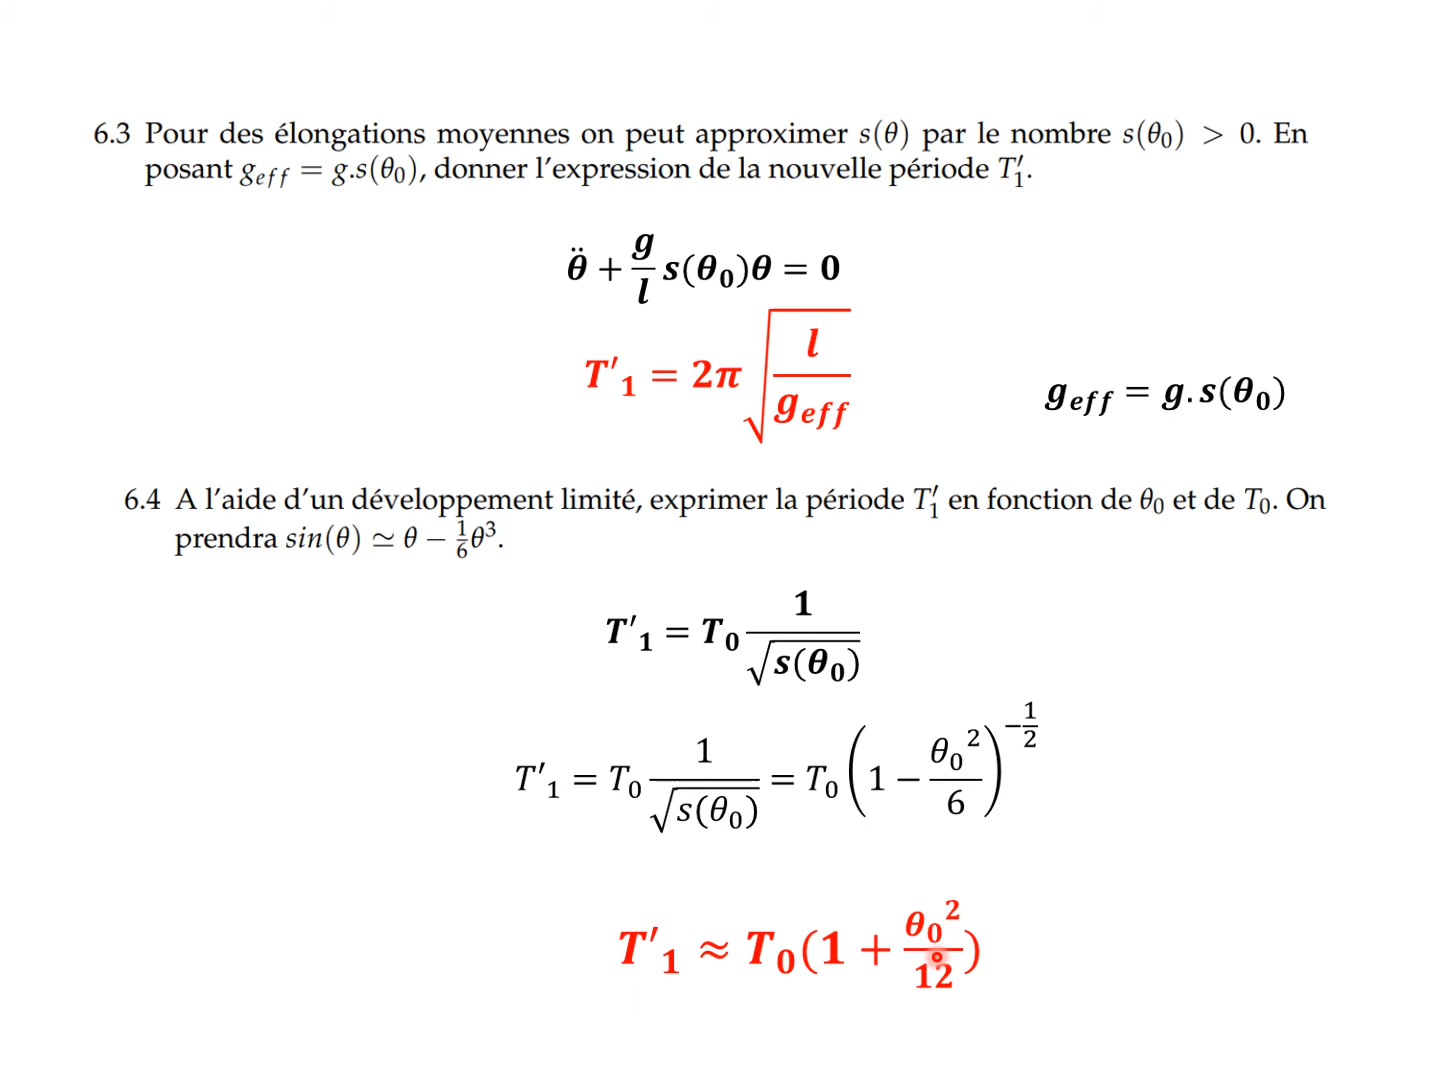 6.3 Pour des élongations moyennes on peut approximer s(θ) par le nombre s(θ₀) > 0. En
posant g_eff = g.s(θ₀), donner l'expression de la nouvelle période T′₁.
θ̈ + g/l s(θ₀)θ = 0
T′₁ = 2π √(l/g_eff)
g_eff = g.s(θ₀)
6.4 A l'aide d'un développement limité, exprimer la période T′₁ en fonction de θ₀ et de T₀. On
prendra sin(θ) ≃ θ − 1/6 θ³.
T′₁ = T₀ 1/√(s(θ₀))
T′₁ = T₀ 1/√(s(θ₀)) = T₀ (1 − θ₀²/6)^(−1/2)
T′₁ ≈ T₀(1 + θ₀²/12)